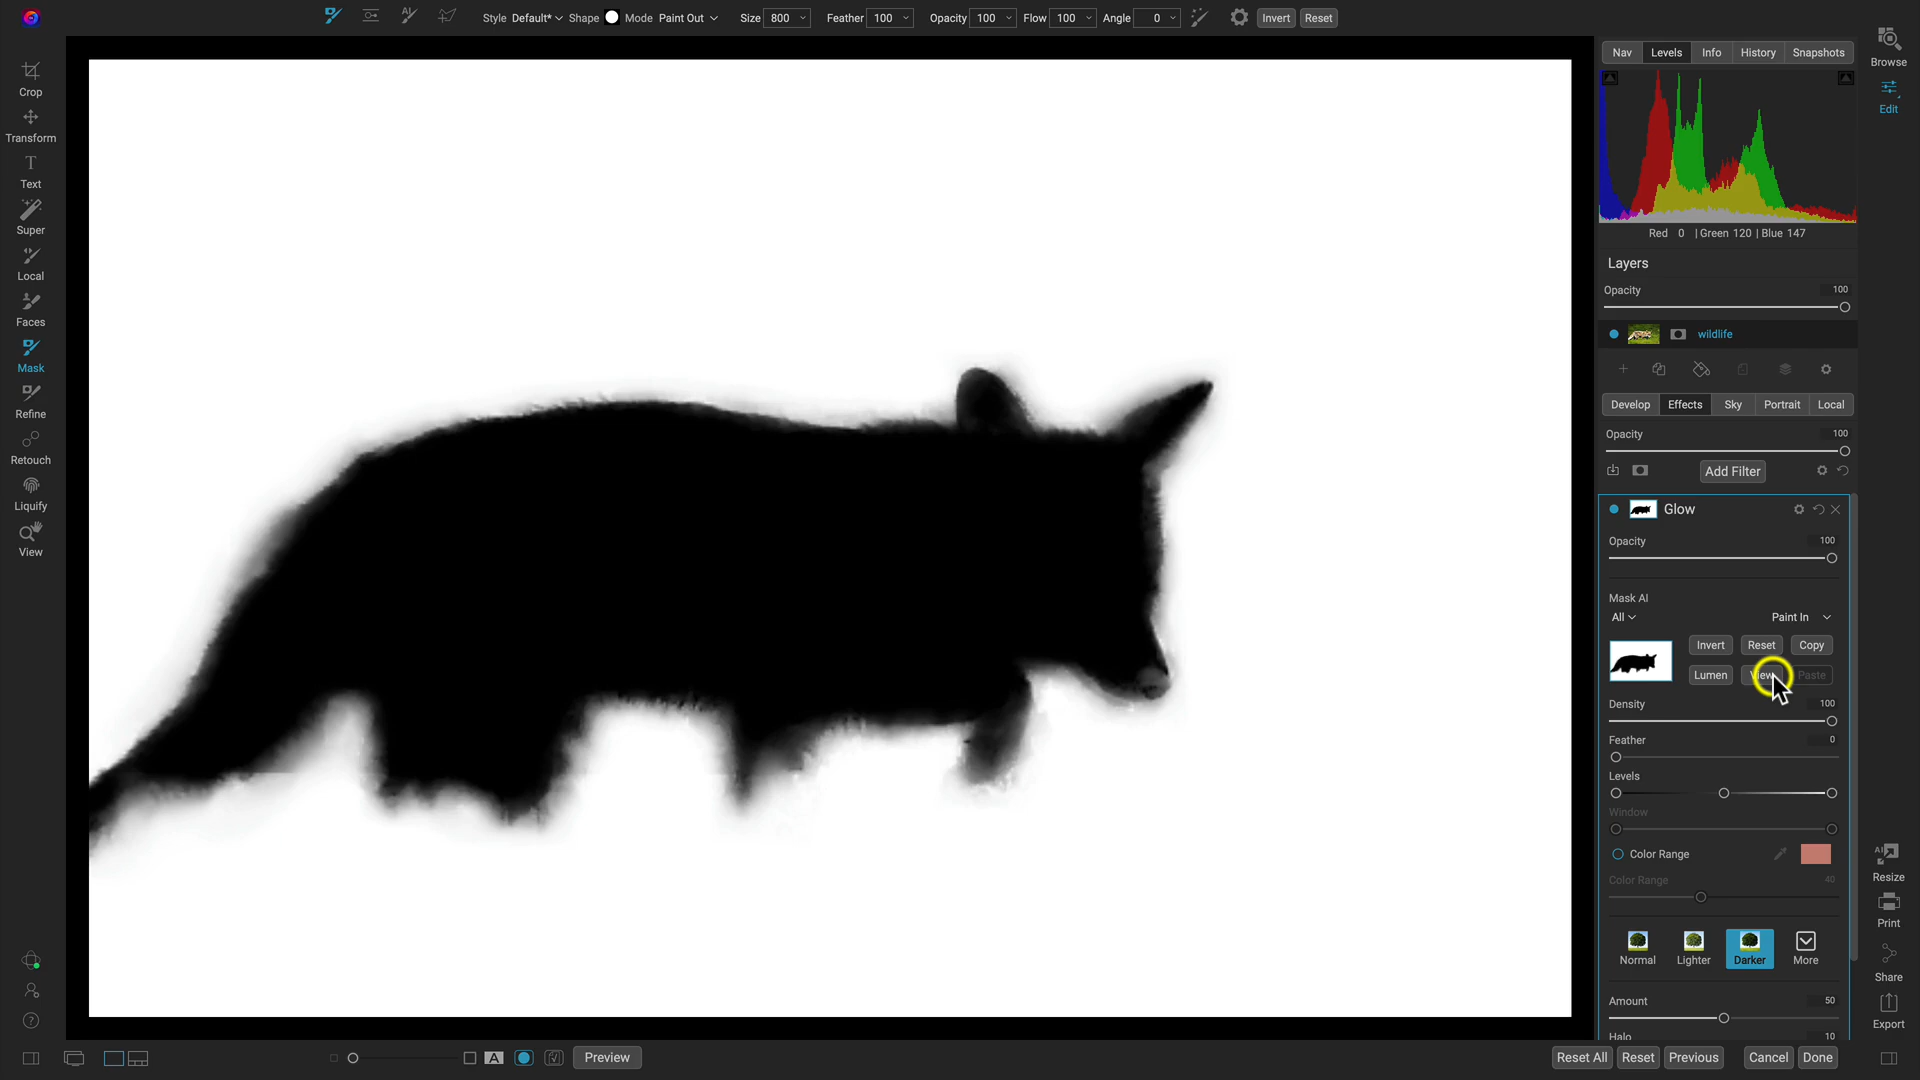 Style Default* Shape Mode Paint Out Size 800 Feather 100 Opacity 100 Flow 100 Angle 0 Invert Reset
Crop
Transform
Text
Super
Local
Faces
Mask
Refine
Retouch
Liquify
View
Nav Levels Info History Snapshots
Red 0 | Green 120 | Blue 147
Layers
Opacity 100
wildlife
Develop Effects Sky Portrait Local
Opacity 100
Add Filter
Glow
Opacity 100
Mask AI
All Paint In
Invert Reset Copy
Lumen View Paste
Density 100
Feather 0
Levels
Window
Color Range
Color Range 40
Normal Lighter Darker More
Amount 50
Halo 10
Browse
Edit
AI
Resize
Print
Share
Export
A Preview
Reset All Reset Previous Cancel Done